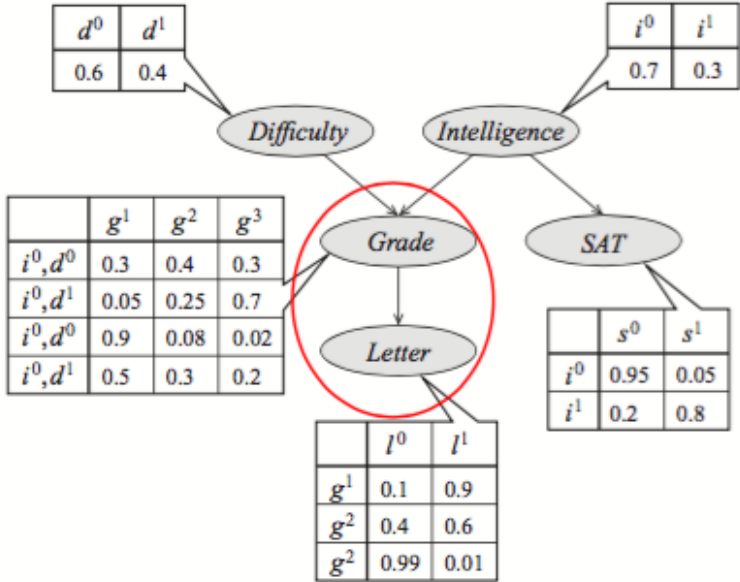 d⁰ d¹
0.6 0.4
i⁰ i¹
0.7 0.3
Difficulty
Intelligence
g¹ g² g³
i⁰,d⁰ 0.3 0.4 0.3
i⁰,d¹ 0.05 0.25 0.7
i⁰,d⁰ 0.9 0.08 0.02
i⁰,d¹ 0.5 0.3 0.2
Grade
SAT
Letter
s⁰ s¹
i⁰ 0.95 0.05
i¹ 0.2 0.8
l⁰ l¹
g¹ 0.1 0.9
g² 0.4 0.6
g² 0.99 0.01